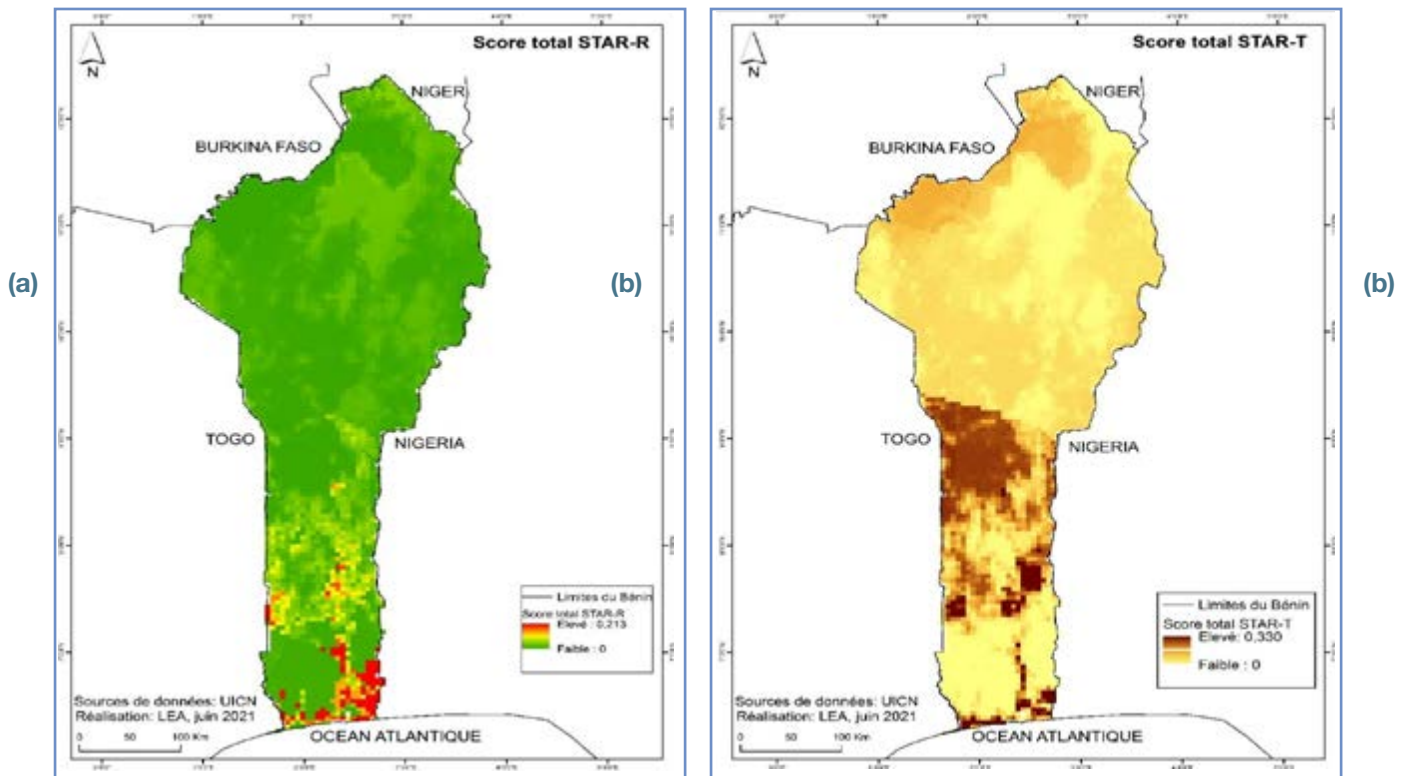 Score total STAR-R
N
NIGER
BURKINA FASO
(a)
TOGO
NIGERIA
Limites du Bénin
Score total STAR-R
Elevé : 0,213
Faible : 0
Sources de données: UICN
Réalisation: LEA, juin 2021
0 50 100 Km
OCEAN ATLANTIQUE
(b)
Score total STAR-T
N
NIGER
BURKINA FASO
TOGO
NIGERIA
Limites du Bénin
Score total STAR-T
Elevé: 0,330
Faible : 0
Sources de données: UICN
Réalisation: LEA, juin 2021
0 50 100 Km
OCEAN ATLANTIQUE
(b)